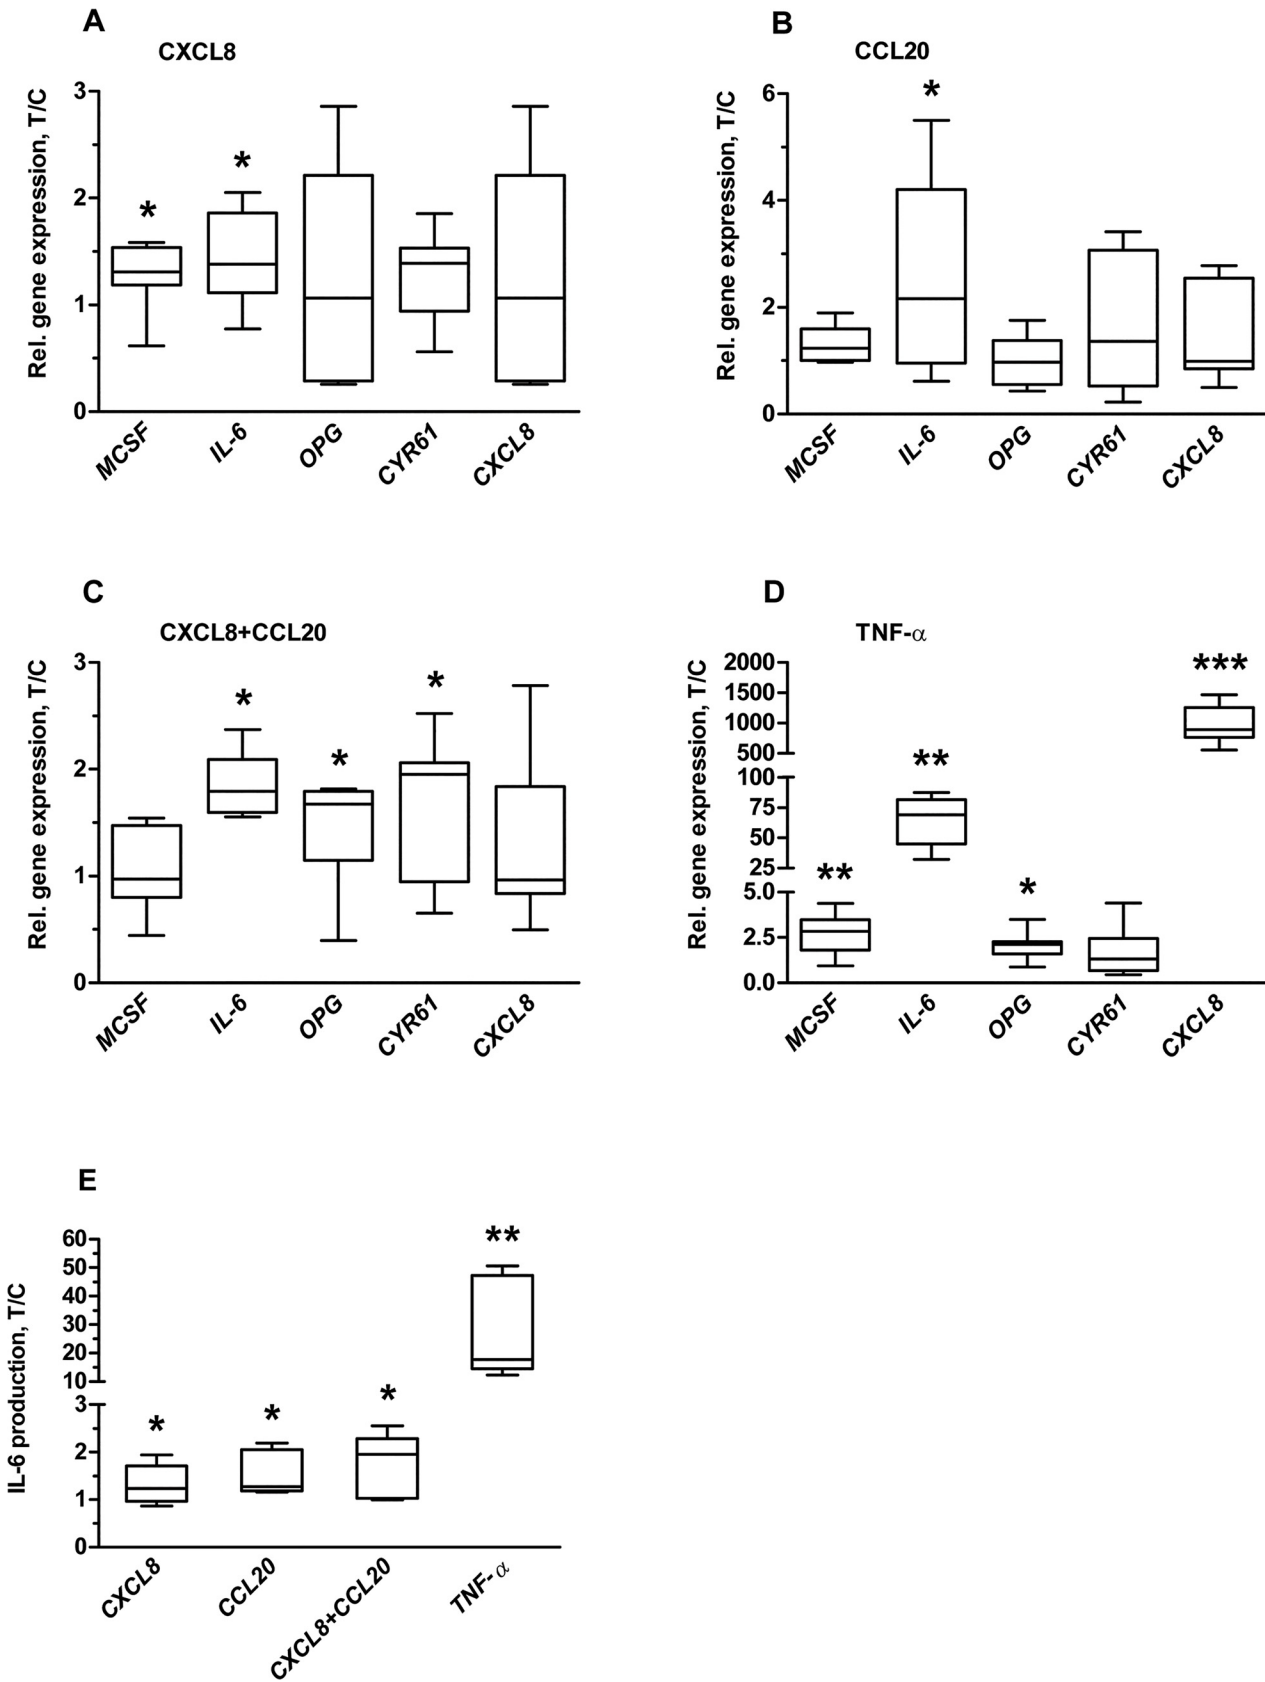 A
CXCL8
Rel. gene expression, T/C
3
2
1
0
*
*
MCSF
IL-6
OPG
CYR61
CXCL8
B
CCL20
Rel. gene expression, T/C
6
4
2
0
*
MCSF
IL-6
OPG
CYR61
CXCL8
C
CXCL8+CCL20
Rel. gene expression, T/C
3
2
1
0
*
*
*
MCSF
IL-6
OPG
CYR61
CXCL8
D
TNF-α
Rel. gene expression, T/C
2000
1500
1000
500
100
75
50
25
5.0
2.5
0.0
**
**
*
***
MCSF
IL-6
OPG
CYR61
CXCL8
E
IL-6 production, T/C
60
50
40
30
20
10
3
2
1
0
*
*
*
**
CXCL8
CCL20
CXCL8+CCL20
TNF-α